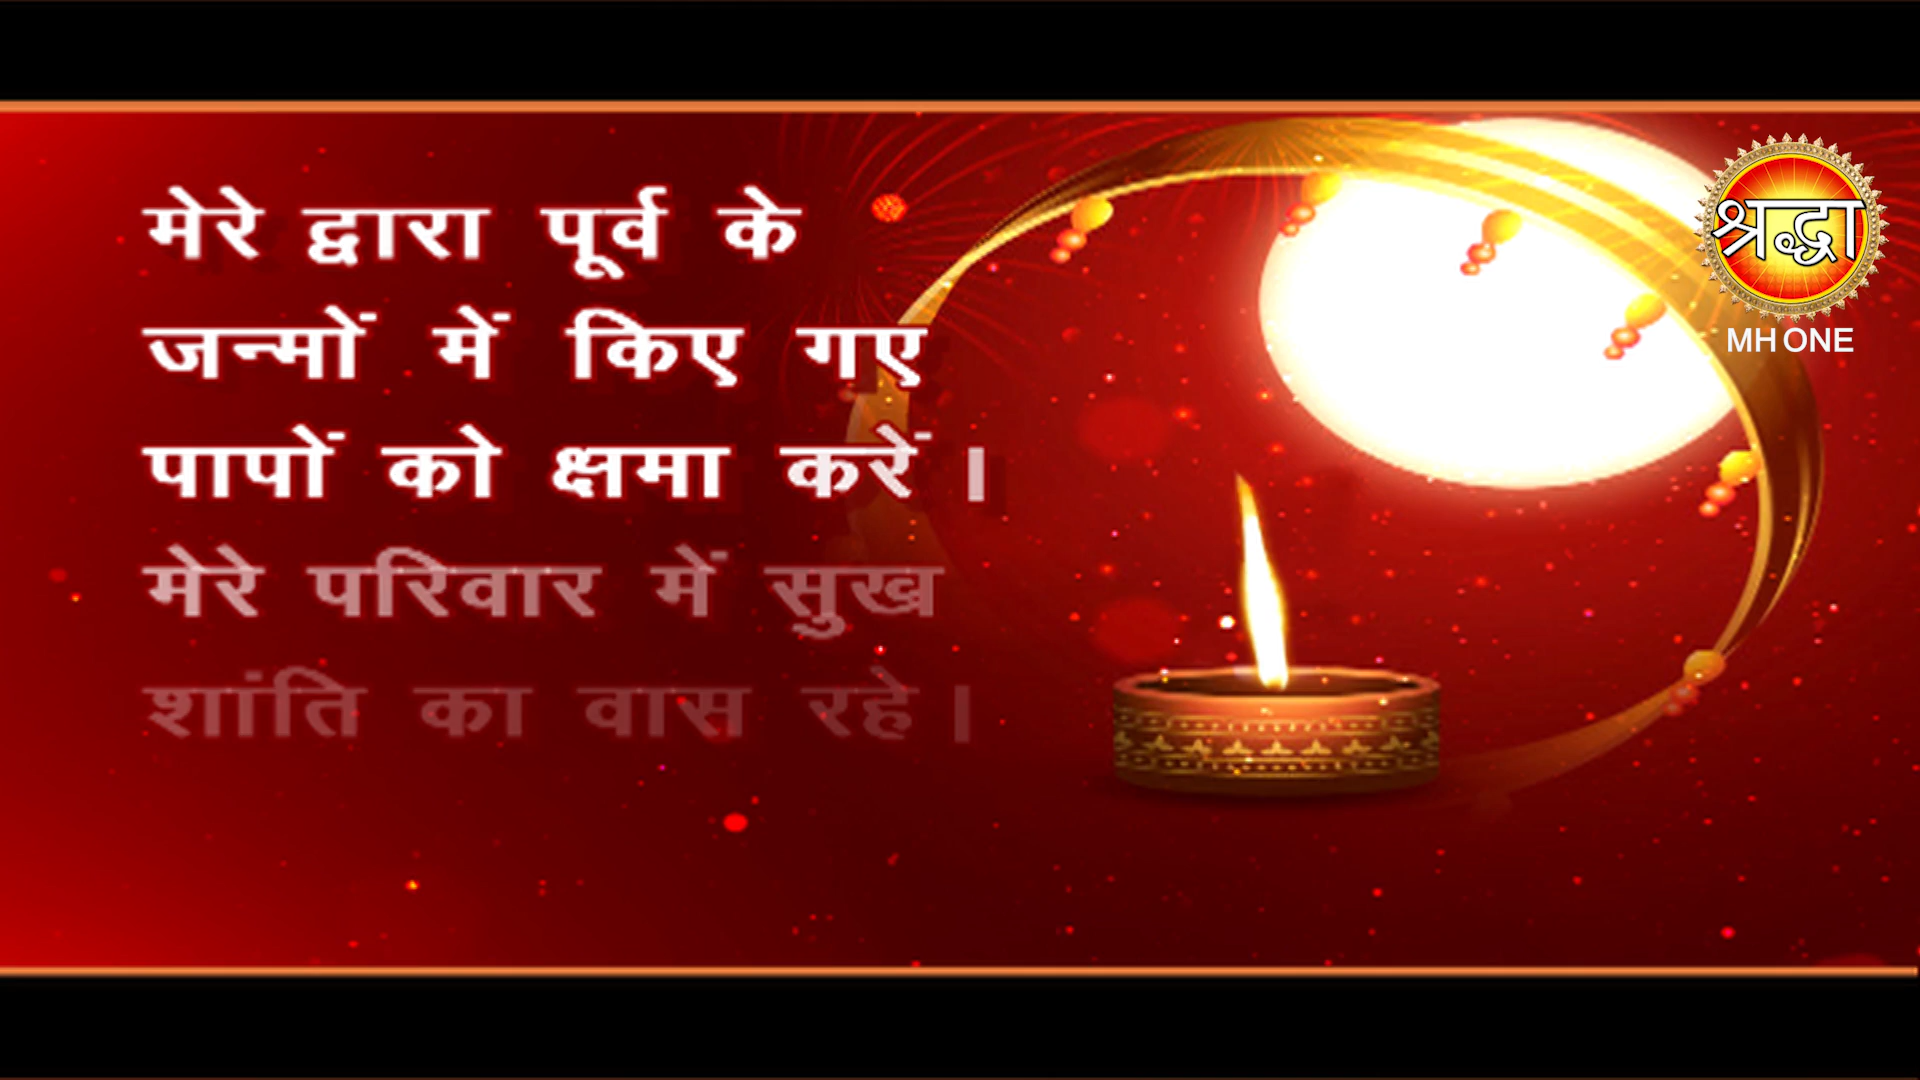 मेरे द्वारा पूर्व के
जन्मों में किए गए
पापों को क्षमा करें ।
मेरे परिवार में सुख
शांति का वास रहे ।
श्रद्धा
MH ONE